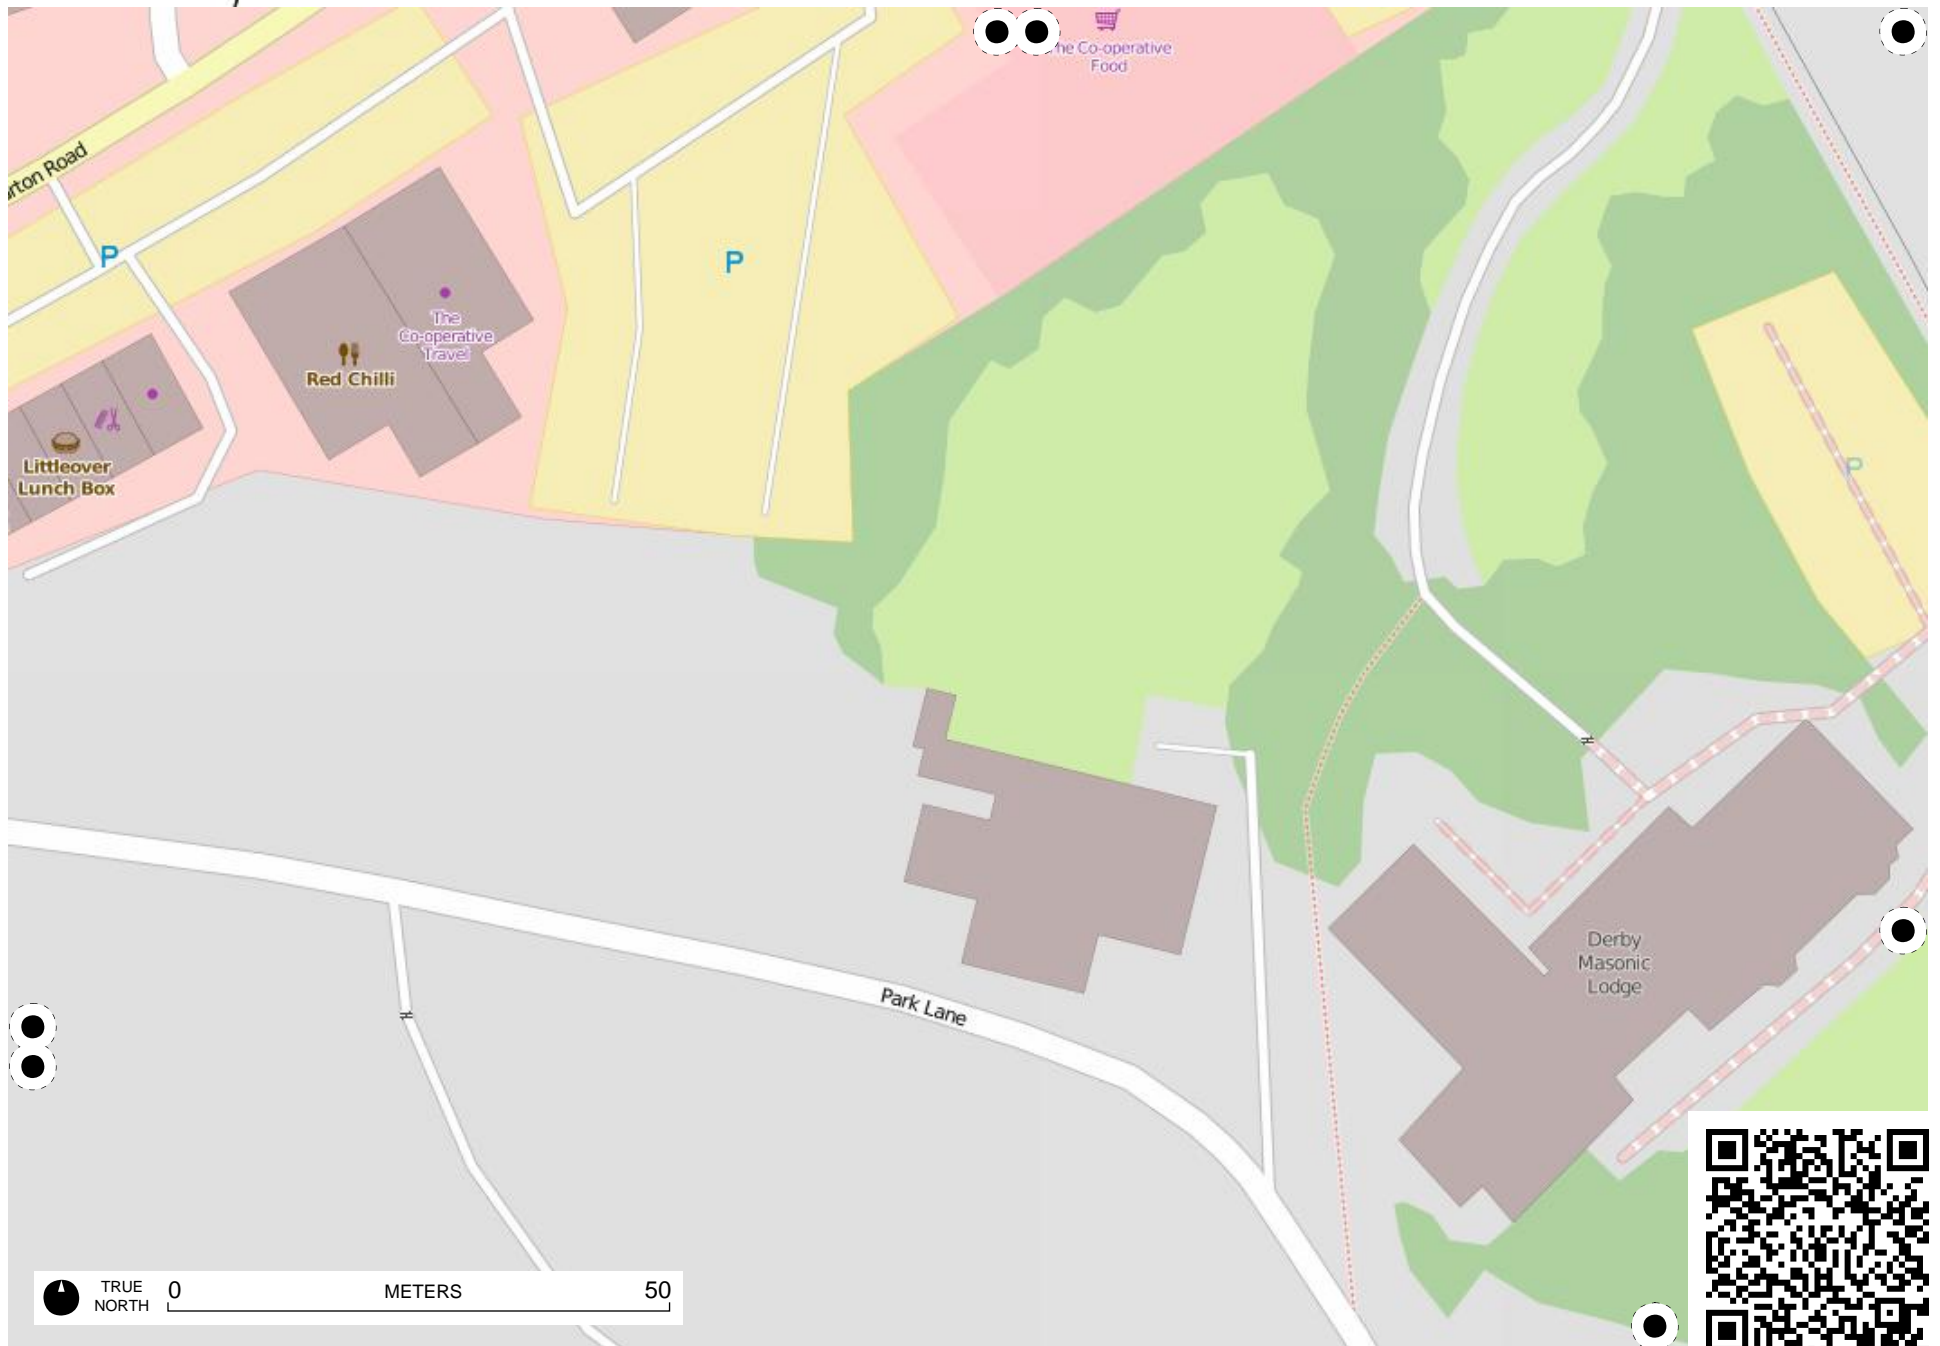 The Co-operative
Food
rton Road
P
P
The
Co-operative
Travel
Red Chilli
Littleover
Lunch Box
P
Derby
Masonic
Lodge
Park Lane
TRUE
NORTH
0 METERS 50